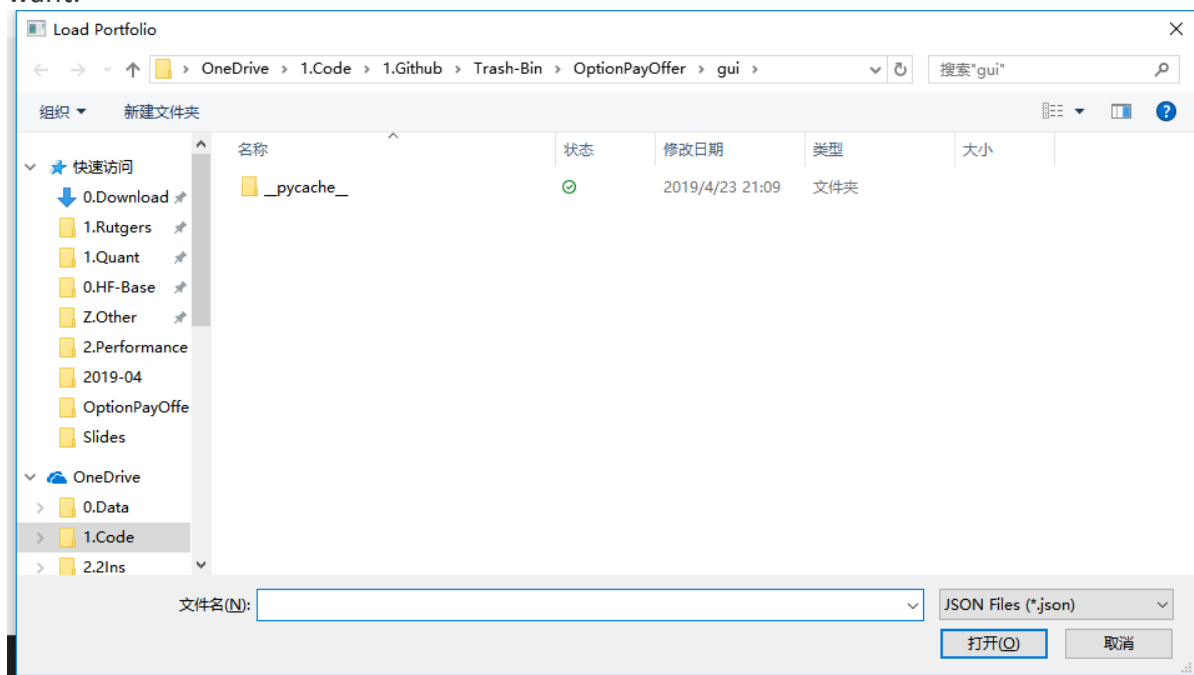 Load Portfolio
OneDrive > 1.Code > 1.Github > Trash-Bin > OptionPayOffer > gui >
搜索"gui"
组织
新建文件夹
名称
状态
修改日期
类型
大小
快速访问
0.Download
1.Rutgers
1.Quant
0.HF-Base
Z.Other
2.Performance
2019-04
OptionPayOffe
Slides
OneDrive
0.Data
1.Code
2.2Ins
__pycache__
2019/4/23 21:09
文件夹
文件名(N):
JSON Files (*.json)
打开(O)
取消